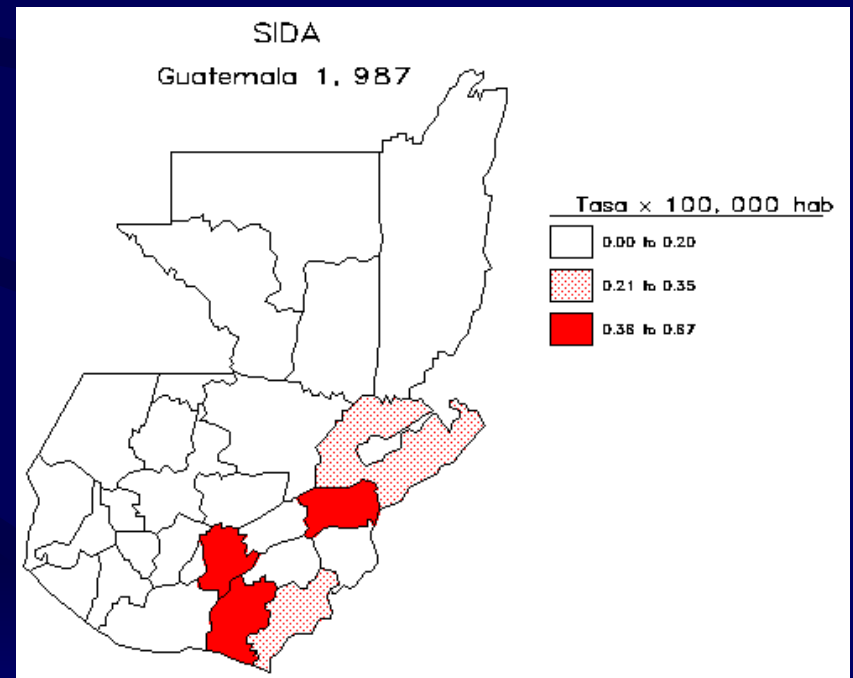 SIDA
Guatemala 1, 987
Tasa × 100, 000 hab
0.00 to 0.20
0.21 to 0.35
0.36 to 0.67